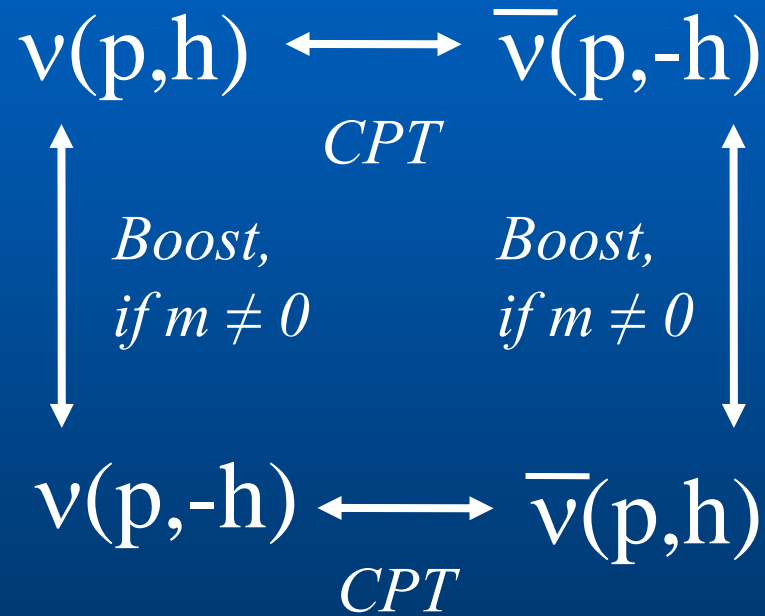 ν(p,h) ⟷ ν̅(p,-h)
CPT
Boost, Boost,
if m ≠ 0 if m ≠ 0
ν(p,-h) ⟷ ν̅(p,h)
CPT